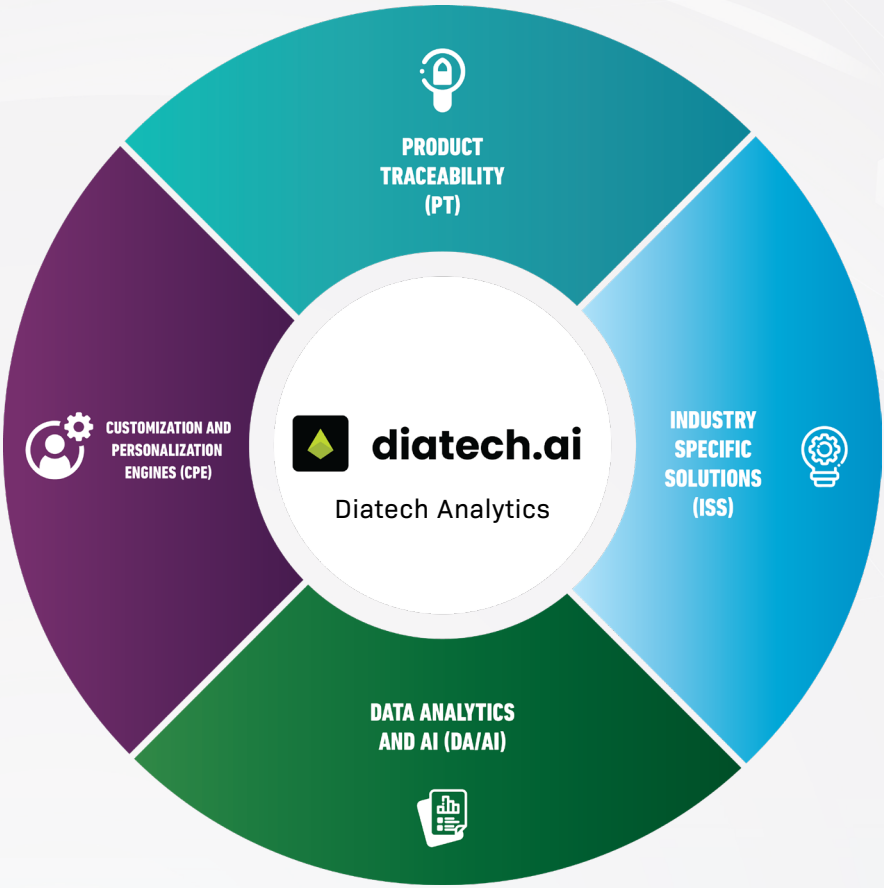 PRODUCT
TRACEABILITY
(PT)
CUSTOMIZATION AND
PERSONALIZATION
ENGINES (CPE)
diatech.ai
Diatech Analytics
INDUSTRY
SPECIFIC
SOLUTIONS
(ISS)
DATA ANALYTICS
AND AI (DA/AI)